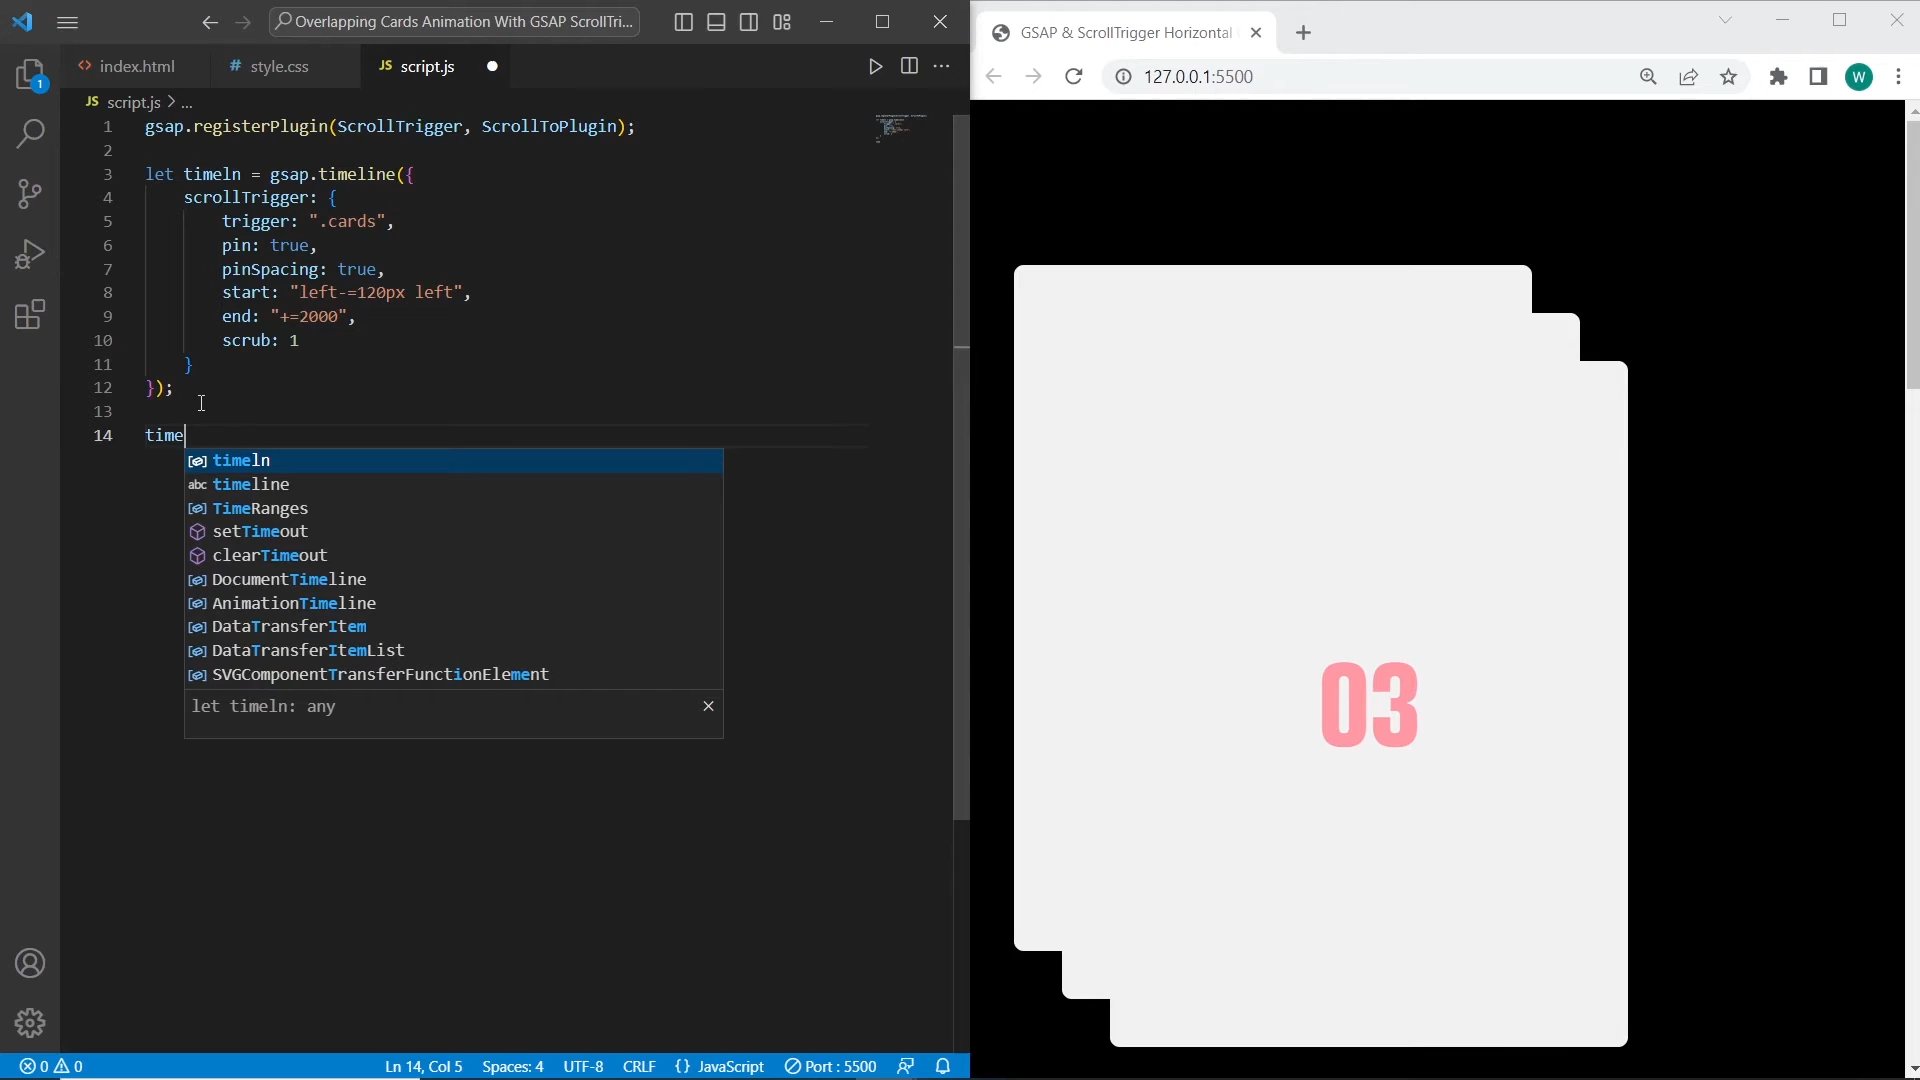 Overlapping Cards Animation With GSAP ScrollTri...
index.html
style.css
JS script.js
JS script.js > ...
1 gsap.registerPlugin(ScrollTrigger, ScrollToPlugin);
2
3 let timeln = gsap.timeline({
4 scrollTrigger: {
5 trigger: ".cards",
6 pin: true,
7 pinSpacing: true,
8 start: "left-=120px left",
9 end: "+=2000",
10 scrub: 1
11 }
12 });
13
14 time
timeln
abc timeline
TimeRanges
setTimeout
clearTimeout
DocumentTimeline
AnimationTimeline
DataTransferItem
DataTransferItemList
SVGComponentTransferFunctionElement
let timeln: any
1
0 0
Ln 14, Col 5
Spaces: 4
UTF-8
CRLF
{} JavaScript
Port : 5500
GSAP & ScrollTrigger Horizontal
127.0.0.1:5500
W
03